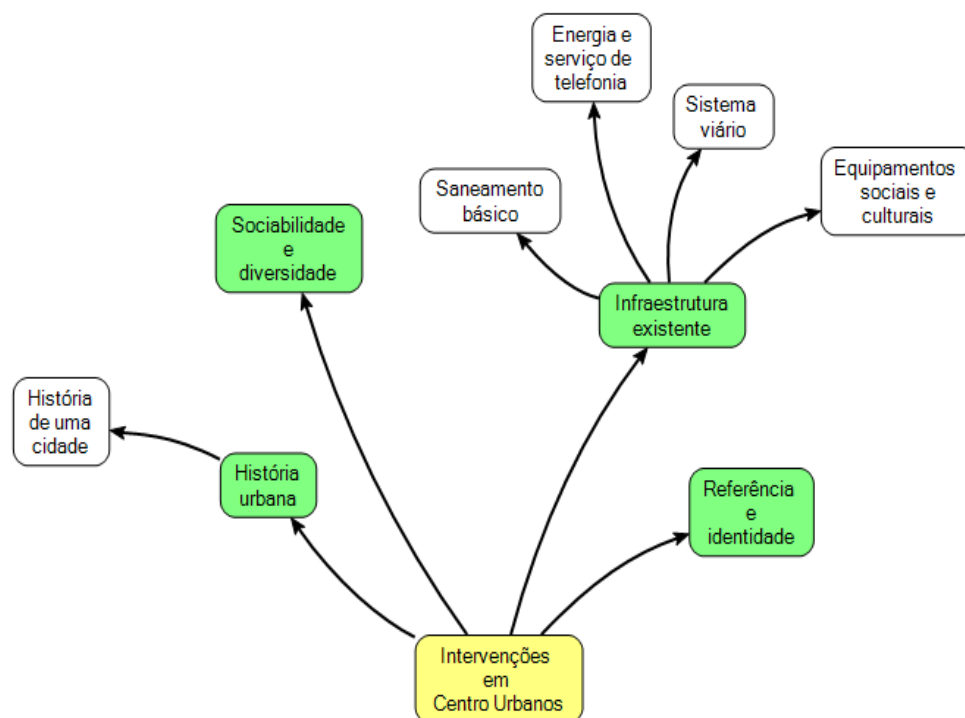 Energia e
serviço de
telefonia
Sistema
viário
Equipamentos
sociais e
culturais
Saneamento
básico
Sociabilidade
e
diversidade
Infraestrutura
existente
História
de uma
cidade
História
urbana
Referência
e
identidade
Intervenções
em
Centro Urbanos